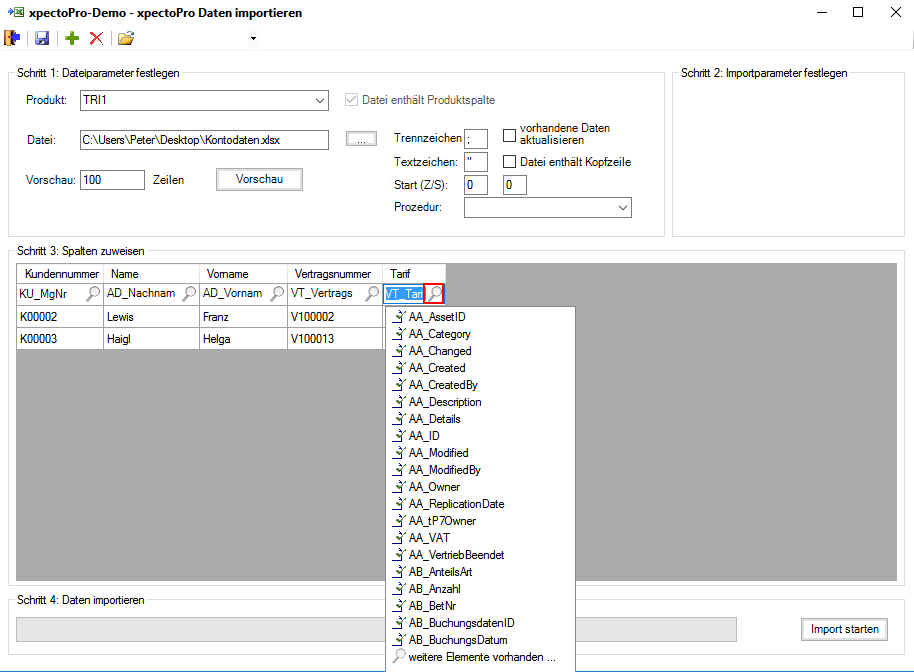 xpectoPro-Demo - xpectoPro Daten importieren
Schritt 1: Dateiparameter festlegen
Schritt 2: Importparameter festlegen
Produkt: TRI1
Datei enthält Produktspalte
Datei: C:\Users\Peter\Desktop\Kontodaten.xlsx ...
Trennzeichen ;
vorhandene Daten
aktualisieren
Textzeichen: "
Datei enthält Kopfzeile
Vorschau: 100 Zeilen Vorschau
Start (Z/S): 0 0
Prozedur:
Schritt 3: Spalten zuweisen
Kundennummer Name Vorname Vertragsnummer Tarif
KU_MgNr AD_Nachnam AD_Vornam VT_Vertrags VT_Tari
K00002 Lewis Franz V100002
K00003 Haigl Helga V100013
AA_AssetID
AA_Category
AA_Changed
AA_Created
AA_CreatedBy
AA_Description
AA_Details
AA_ID
AA_Modified
AA_ModifiedBy
AA_Owner
AA_ReplicationDate
AA_tP7Owner
AA_VAT
AA_VertriebBeendet
AB_AnteilsArt
AB_Anzahl
AB_BetNr
AB_BuchungsdatenID
AB_BuchungsDatum
weitere Elemente vorhanden ...
Schritt 4: Daten importieren
Import starten